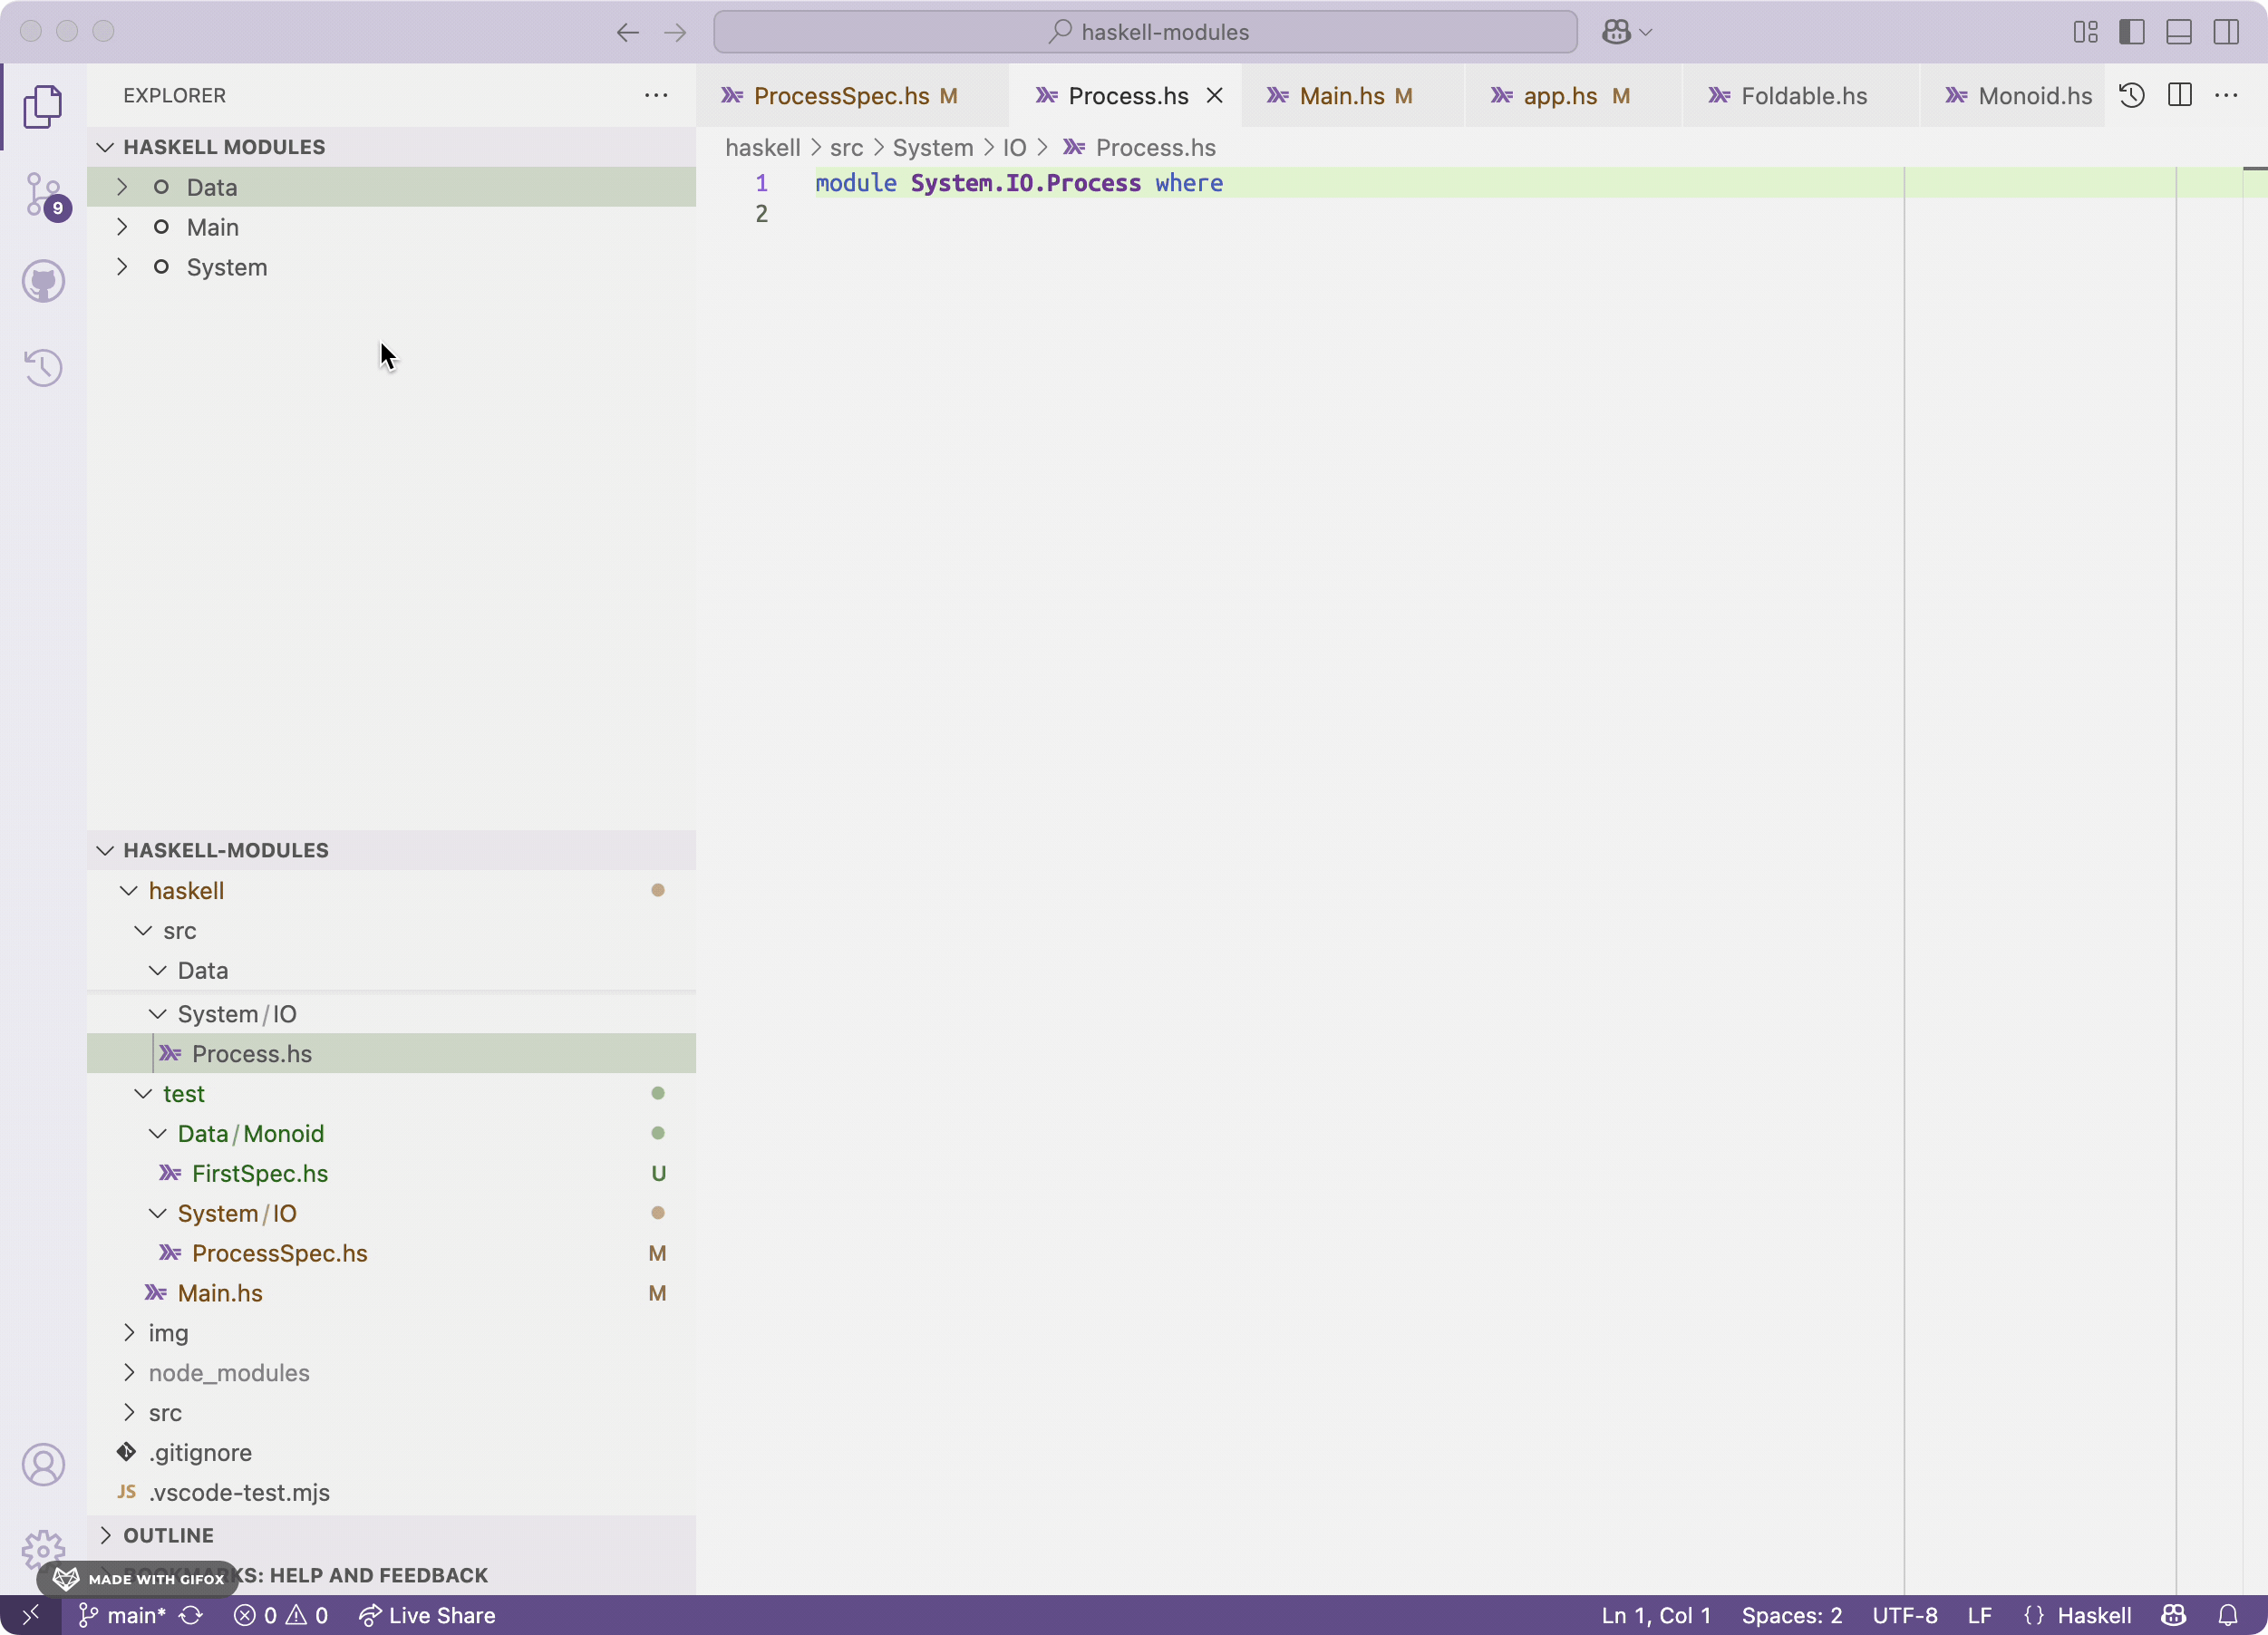 haskell-modules
EXPLORER
HASKELL MODULES
Data
Main
System
9
ProcessSpec.hs M
Process.hs
Main.hs M
app.hs M
Foldable.hs
Monoid.hs
haskell > src > System > IO > Process.hs
1 module System.IO.Process where
2
HASKELL-MODULES
haskell
src
Data
System/IO
Process.hs
test
Data/Monoid
FirstSpec.hs U
System/IO
ProcessSpec.hs M
Main.hs M
img
node_modules
src
.gitignore
JS .vscode-test.mjs
OUTLINE
BOOKMARKS: HELP AND FEEDBACK
MADE WITH GIFOX
main* 0 0 Live Share
Ln 1, Col 1 Spaces: 2 UTF-8 LF {} Haskell